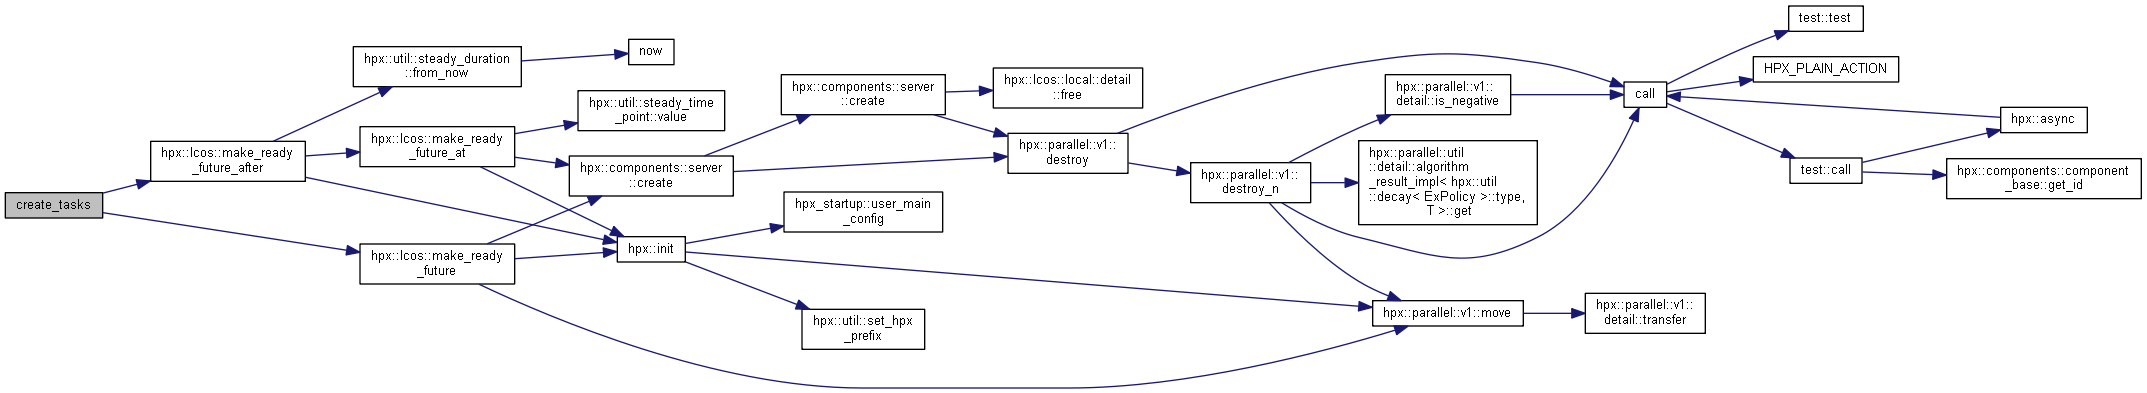 create_tasks
hpx::lcos::make_ready
_future_after
hpx::util::steady_duration
::from_now
now
hpx::lcos::make_ready
_future_at
hpx::util::steady_time
_point::value
hpx::components::server
::create
hpx::components::server
::create
hpx::lcos::local::detail
::free
hpx::parallel::v1::
destroy
hpx::parallel::v1::
destroy_n
hpx::parallel::v1::
detail::is_negative
call
test::test
HPX_PLAIN_ACTION
test::call
hpx::async
hpx::components::component
_base::get_id
hpx::parallel::util
::detail::algorithm
_result_impl< hpx::util
::decay< ExPolicy >::type,
T >::get
hpx::parallel::v1::move
hpx::parallel::v1::
detail::transfer
hpx::init
hpx_startup::user_main
_config
hpx::util::set_hpx
_prefix
hpx::lcos::make_ready
_future